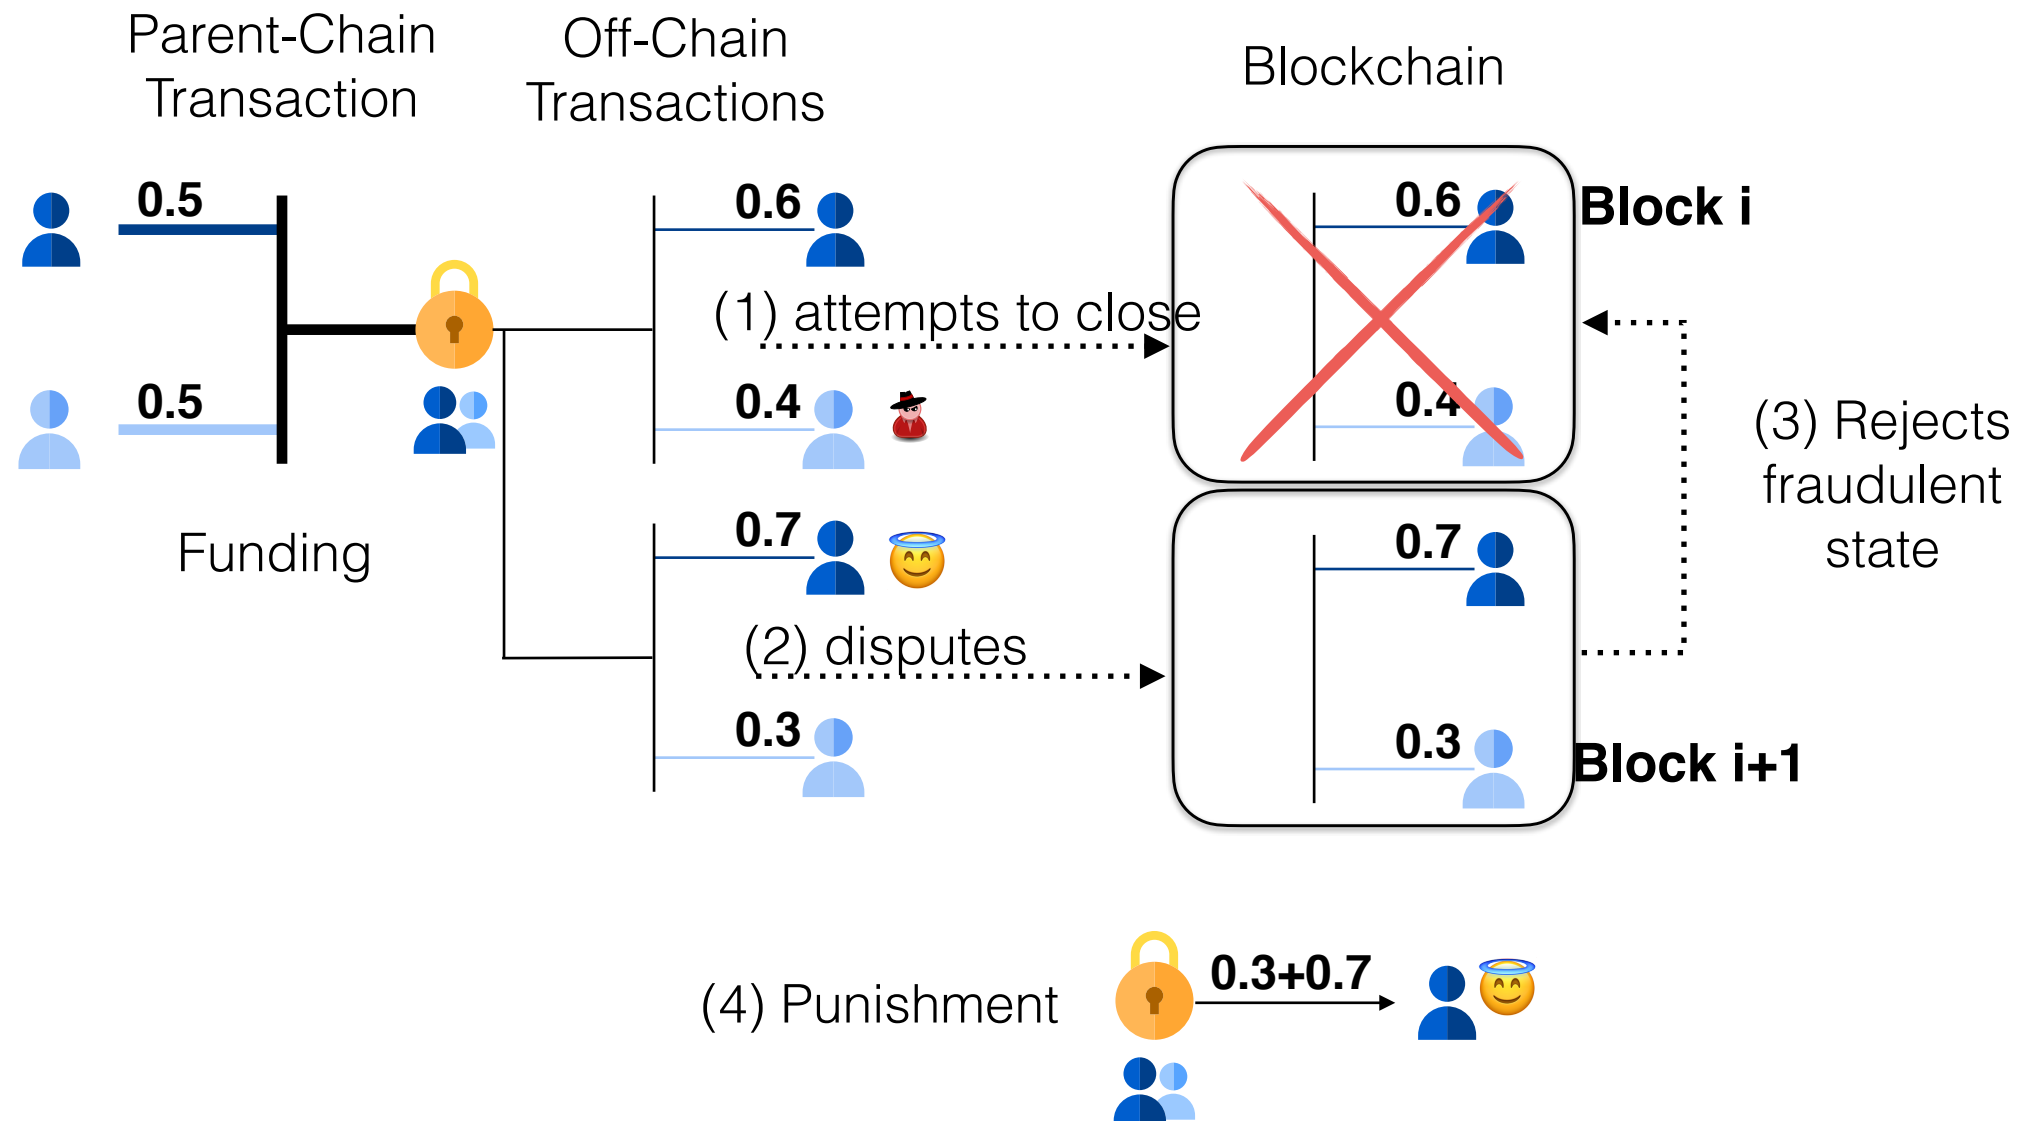 Parent-Chain
Transaction
Off-Chain
Transactions
Blockchain
0.5
0.6
0.6
Block i
(1) attempts to close
0.5
0.4
0.4
(3) Rejects
fraudulent
state
Funding
0.7
0.7
(2) disputes
0.3
0.3
Block i+1
(4) Punishment
0.3+0.7